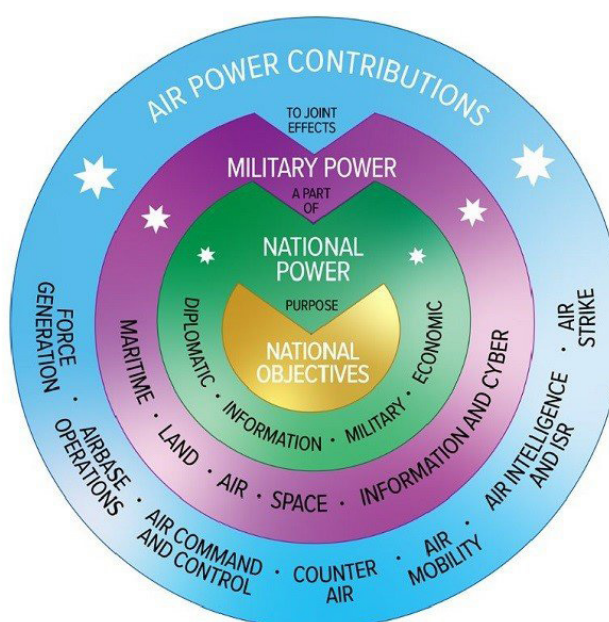 AIR POWER CONTRIBUTIONS
TO JOINT
EFFECTS
MILITARY POWER
A PART
OF
NATIONAL
POWER
PURPOSE
NATIONAL
OBJECTIVES
DIPLOMATIC · INFORMATION · MILITARY · ECONOMIC
MARITIME · LAND · AIR · SPACE · INFORMATION AND CYBER
FORCE
GENERATION ·
AIRBASE
OPERATIONS ·
AIR COMMAND
AND CONTROL ·
COUNTER
AIR ·
AIR
MOBILITY ·
AIR INTELLIGENCE
AND ISR ·
AIR
STRIKE